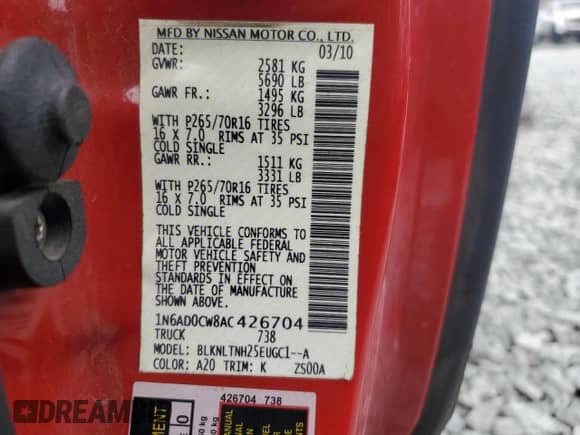 MFD BY NISSAN MOTOR CO., LTD.
DATE: 03/10
GVWR: 2581 KG
5690 LB
GAWR FR.: 1495 KG
3296 LB
WITH P265/70R16 TIRES
16 X 7.0 RIMS AT 35 PSI
COLD SINGLE
GAWR RR.: 1511 KG
3331 LB
WITH P265/70R16 TIRES
16 X 7.0 RIMS AT 35 PSI
COLD SINGLE
THIS VEHICLE CONFORMS TO
ALL APPLICABLE FEDERAL
MOTOR VEHICLE SAFETY AND
THEFT PREVENTION
STANDARDS IN EFFECT ON
THE DATE OF MANUFACTURE
SHOWN ABOVE.
1N6AD0CW8AC426704
TRUCK 738
MODEL: BLKNLTNH25EUGC1--A
COLOR: A20 TRIM: K ZS00A
426704 738